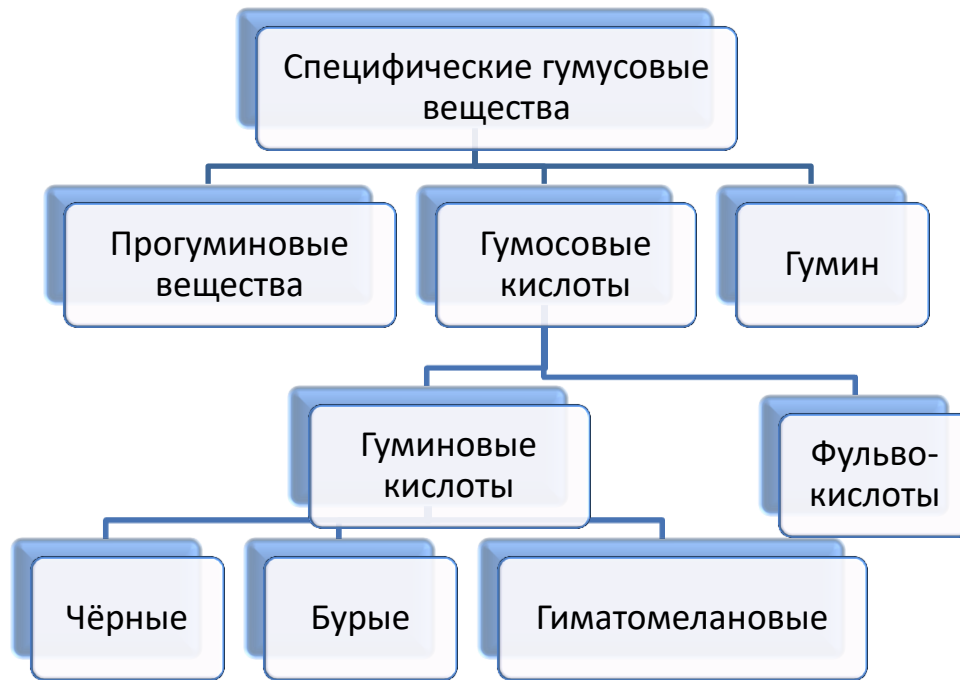 Специфические гумусовые
вещества
Прогуминовые
вещества
Гумосовые
кислоты
Гумин
Гуминовые
кислоты
Фульво-
кислоты
Чёрные
Бурые
Гиматомелановые